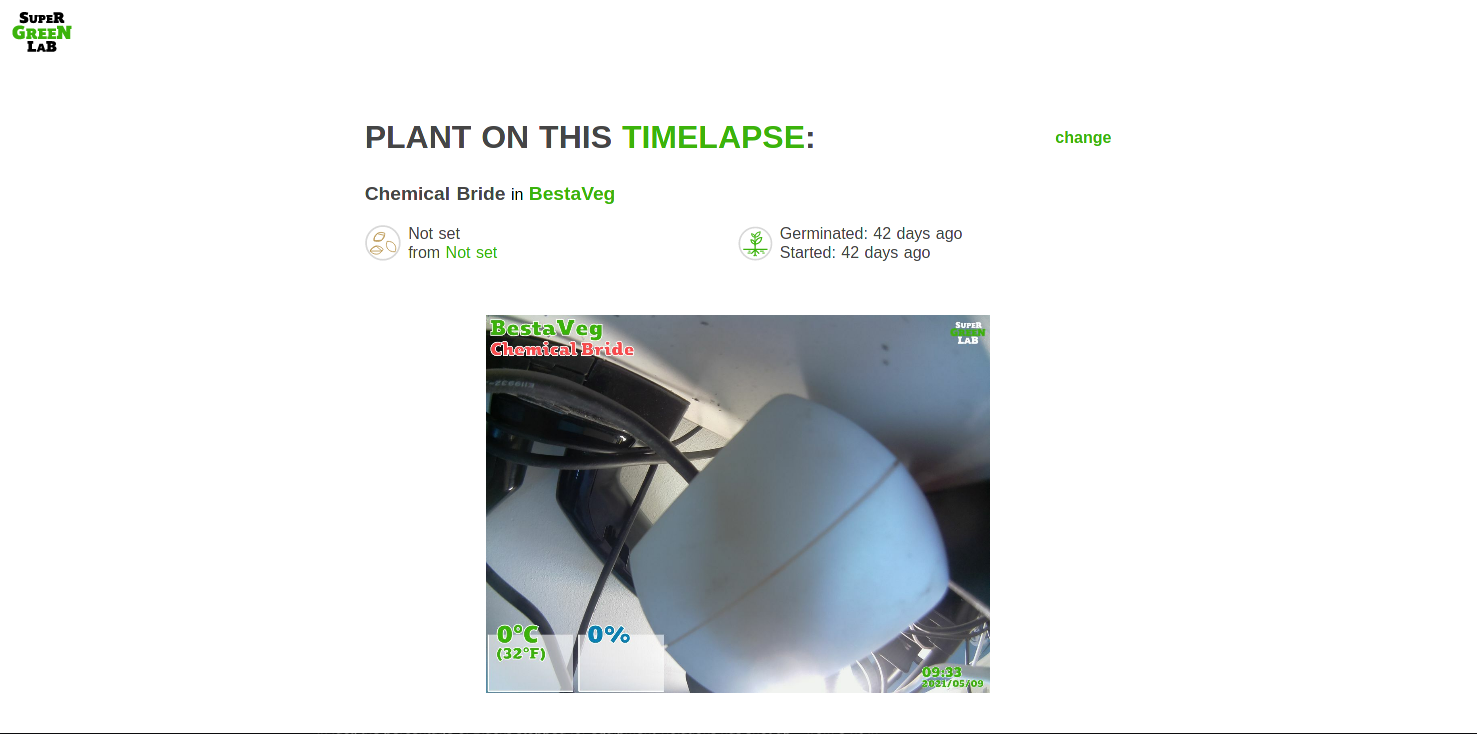 SUPER
GREEN
LAB
PLANT ON THIS TIMELAPSE:
change
Chemical Bride in BestaVeg
Not set
from Not set
Germinated: 42 days ago
Started: 42 days ago
BestaVeg
Chemical Bride
SUPER
GREEN
LAB
0°C
(32°F)
0%
09:33
2021/05/09